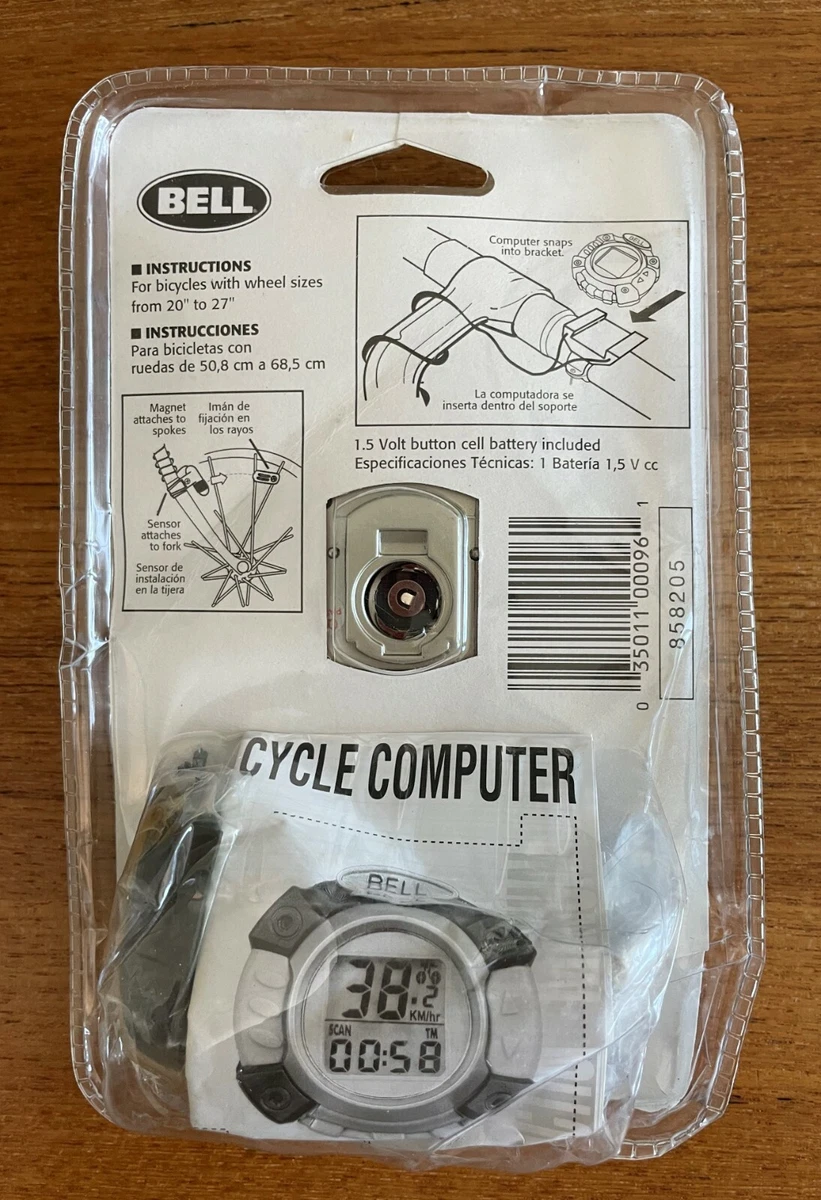 BELL
■ INSTRUCTIONS
For bicycles with wheel sizes
from 20" to 27"
■ INSTRUCCIONES
Para bicicletas con
ruedas de 50,8 cm a 68,5 cm
Computer snaps
into bracket.
BELL
La computadora se
inserta dentro del soporte
Magnet
attaches to
spokes
Imán de
fijación en
los rayos
Sensor
attaches
to fork
Sensor de
instalación
en la tijera
1.5 Volt button cell battery included
Especificaciones Técnicas: 1 Batería 1,5 V cc
0 35011 00096 1
858205
CYCLE COMPUTER
BELL
38.2
KM/hr
SCAN TM
00:58